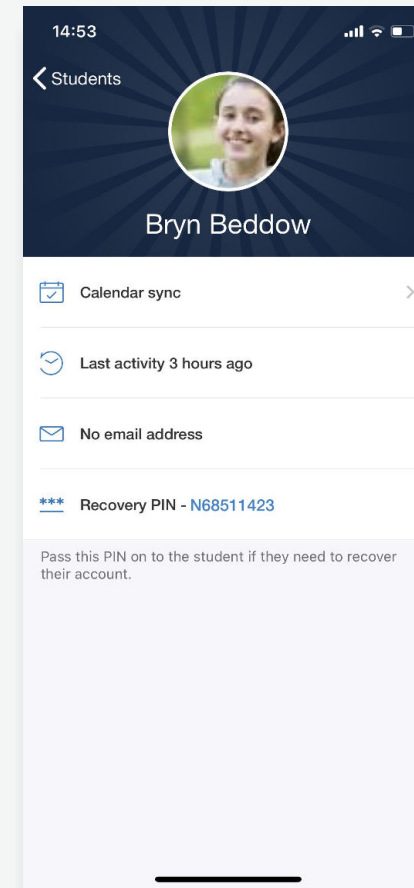 14:53
Students
Bryn Beddow
Calendar sync
Last activity 3 hours ago
No email address
*** Recovery PIN - N68511423
Pass this PIN on to the student if they need to recover
their account.